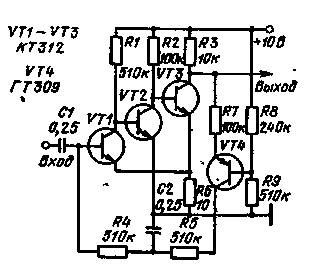 VT1-VT3
КТ312
VT4
ГТ309
R1
510к
R2
100к
R3
10к
+10В
VT3
VT2
VT1
Выход
C1
0,25
Вход
R7
100к
R8
240к
VT4
C2
0,25
R6
10
R9
510к
R4
510к
R5
510к